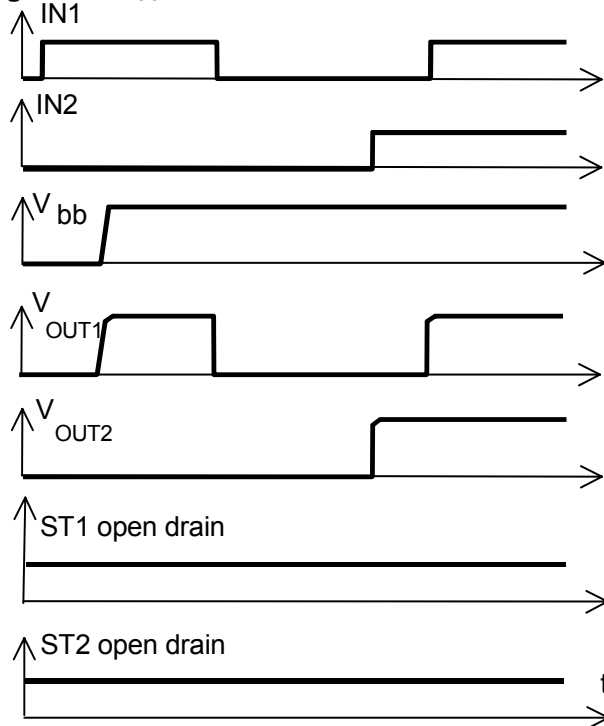 IN1
IN2
V bb
V OUT1
V OUT2
ST1 open drain
ST2 open drain
t